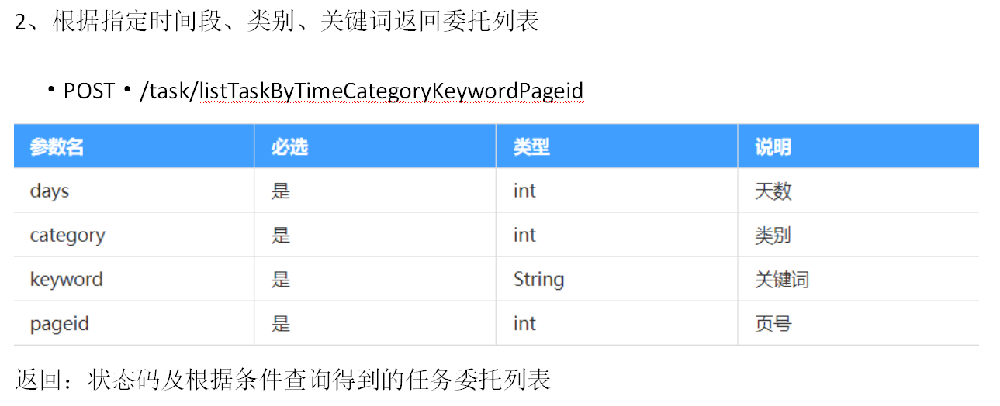 2、根据指定时间段、类别、关键词返回委托列表
• POST • /task/listTaskByTimeCategoryKeywordPageid
参数名 必选 类型 说明
days 是 int 天数
category 是 int 类别
keyword 是 String 关键词
pageid 是 int 页号
返回：状态码及根据条件查询得到的任务委托列表